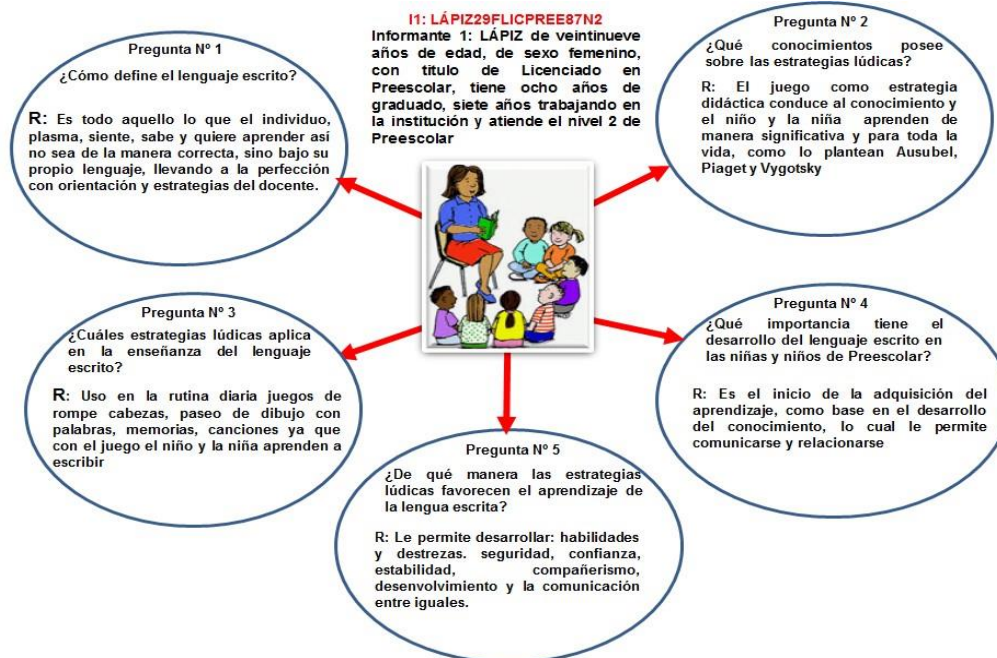 I1: LÁPIZ29FLICPREE87N2
Informante 1: LÁPIZ de veintinueve
años de edad, de sexo femenino,
con titulo de Licenciado en
Preescolar, tiene ocho años de
graduado, siete años trabajando en
la institución y atiende el nivel 2 de
Preescolar
Pregunta Nº 1
¿Cómo define el lenguaje escrito?
R: Es todo aquello lo que el individuo,
plasma, siente, sabe y quiere aprender así
no sea de la manera correcta, sino bajo su
propio lenguaje, llevando a la perfección
con orientación y estrategias del docente.
Pregunta Nº 2
¿Qué conocimientos posee
sobre las estrategias lúdicas?
R: El juego como estrategia
didáctica conduce al conocimiento y
el niño y la niña aprenden de
manera significativa y para toda la
vida, como lo plantean Ausubel,
Piaget y Vygotsky
Pregunta Nº 3
¿Cuáles estrategias lúdicas aplica
en la enseñanza del lenguaje
escrito?
R: Uso en la rutina diaria juegos de
rompe cabezas, paseo de dibujo con
palabras, memorias, canciones ya que
con el juego el niño y la niña aprenden a
escribir
Pregunta Nº 4
¿Qué importancia tiene el
desarrollo del lenguaje escrito en
las niñas y niños de Preescolar?
R: Es el inicio de la adquisición del
aprendizaje, como base en el desarrollo
del conocimiento, lo cual le permite
comunicarse y relacionarse
Pregunta Nº 5
¿De qué manera las estrategias
lúdicas favorecen el aprendizaje de
la lengua escrita?
R: Le permite desarrollar: habilidades
y destrezas. seguridad, confianza,
estabilidad, compañerismo,
desenvolvimiento y la comunicación
entre iguales.